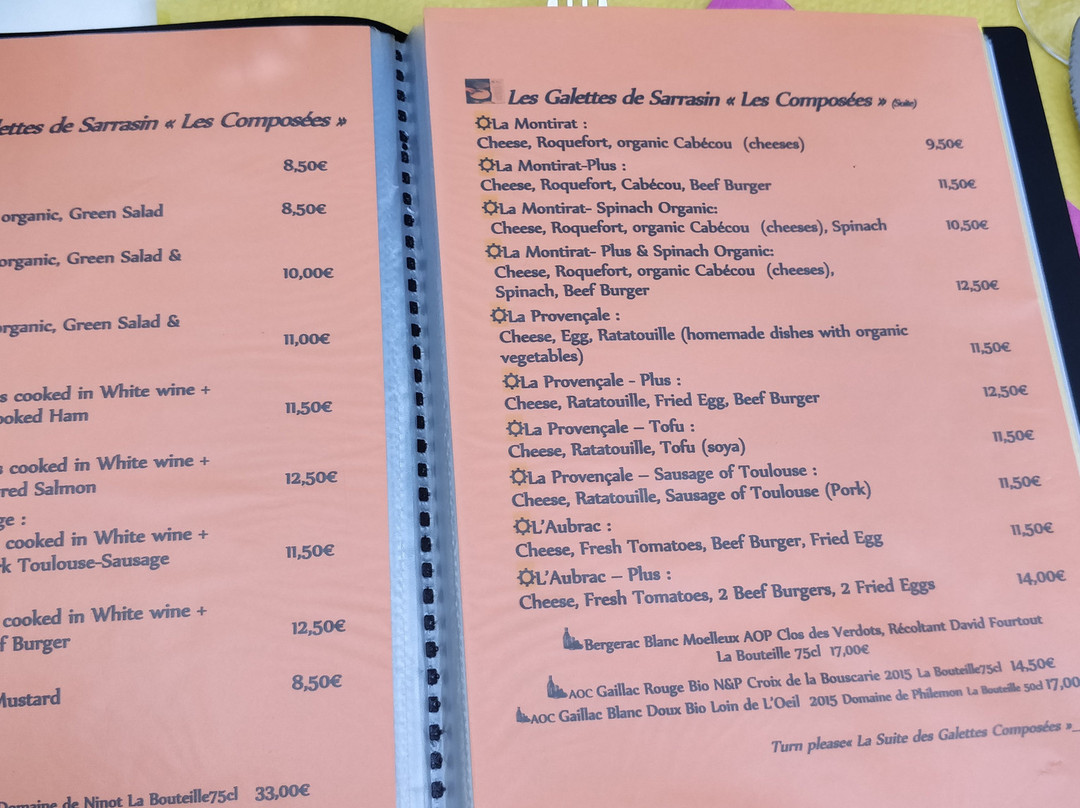 ettes de Sarrasin « Les Composées »
8,50€
organic, Green Salad 8,50€
organic, Green Salad &
10,00€
organic, Green Salad &
11,00€
s cooked in White wine +
ooked Ham 11,50€
s cooked in White wine +
red Salmon 12,50€
ge :
cooked in White wine +
k Toulouse-Sausage 11,50€
cooked in White wine +
f Burger 12,50€
Mustard 8,50€
Domaine de Ninot La Bouteille75cl 33,00€
Les Galettes de Sarrasin « Les Composées » (Suite)
La Montirat :
Cheese, Roquefort, organic Cabécou (cheeses) 9,50€
La Montirat-Plus :
Cheese, Roquefort, Cabécou, Beef Burger 11,50€
La Montirat- Spinach Organic:
Cheese, Roquefort, organic Cabécou (cheeses), Spinach 10,50€
La Montirat- Plus & Spinach Organic:
Cheese, Roquefort, organic Cabécou (cheeses),
Spinach, Beef Burger 12,50€
La Provençale :
Cheese, Egg, Ratatouille (homemade dishes with organic
vegetables) 11,50€
La Provençale - Plus :
Cheese, Ratatouille, Fried Egg, Beef Burger 12,50€
La Provençale – Tofu :
Cheese, Ratatouille, Tofu (soya) 11,50€
La Provençale – Sausage of Toulouse :
Cheese, Ratatouille, Sausage of Toulouse (Pork) 11,50€
L'Aubrac :
Cheese, Fresh Tomatoes, Beef Burger, Fried Egg 11,50€
L'Aubrac – Plus :
Cheese, Fresh Tomatoes, 2 Beef Burgers, 2 Fried Eggs 14,00€
Bergerac Blanc Moelleux AOP Clos des Verdots, Récoltant David Fourtout
La Bouteille 75cl 17,00€
AOC Gaillac Rouge Bio N&P Croix de la Bouscarie 2015 La Bouteille75cl 14,50€
AOC Gaillac Blanc Doux Bio Loin de L'Oeil 2015 Domaine de Philemon La Bouteille 50cl 17,00
Turn please« La Suite des Galettes Composées »